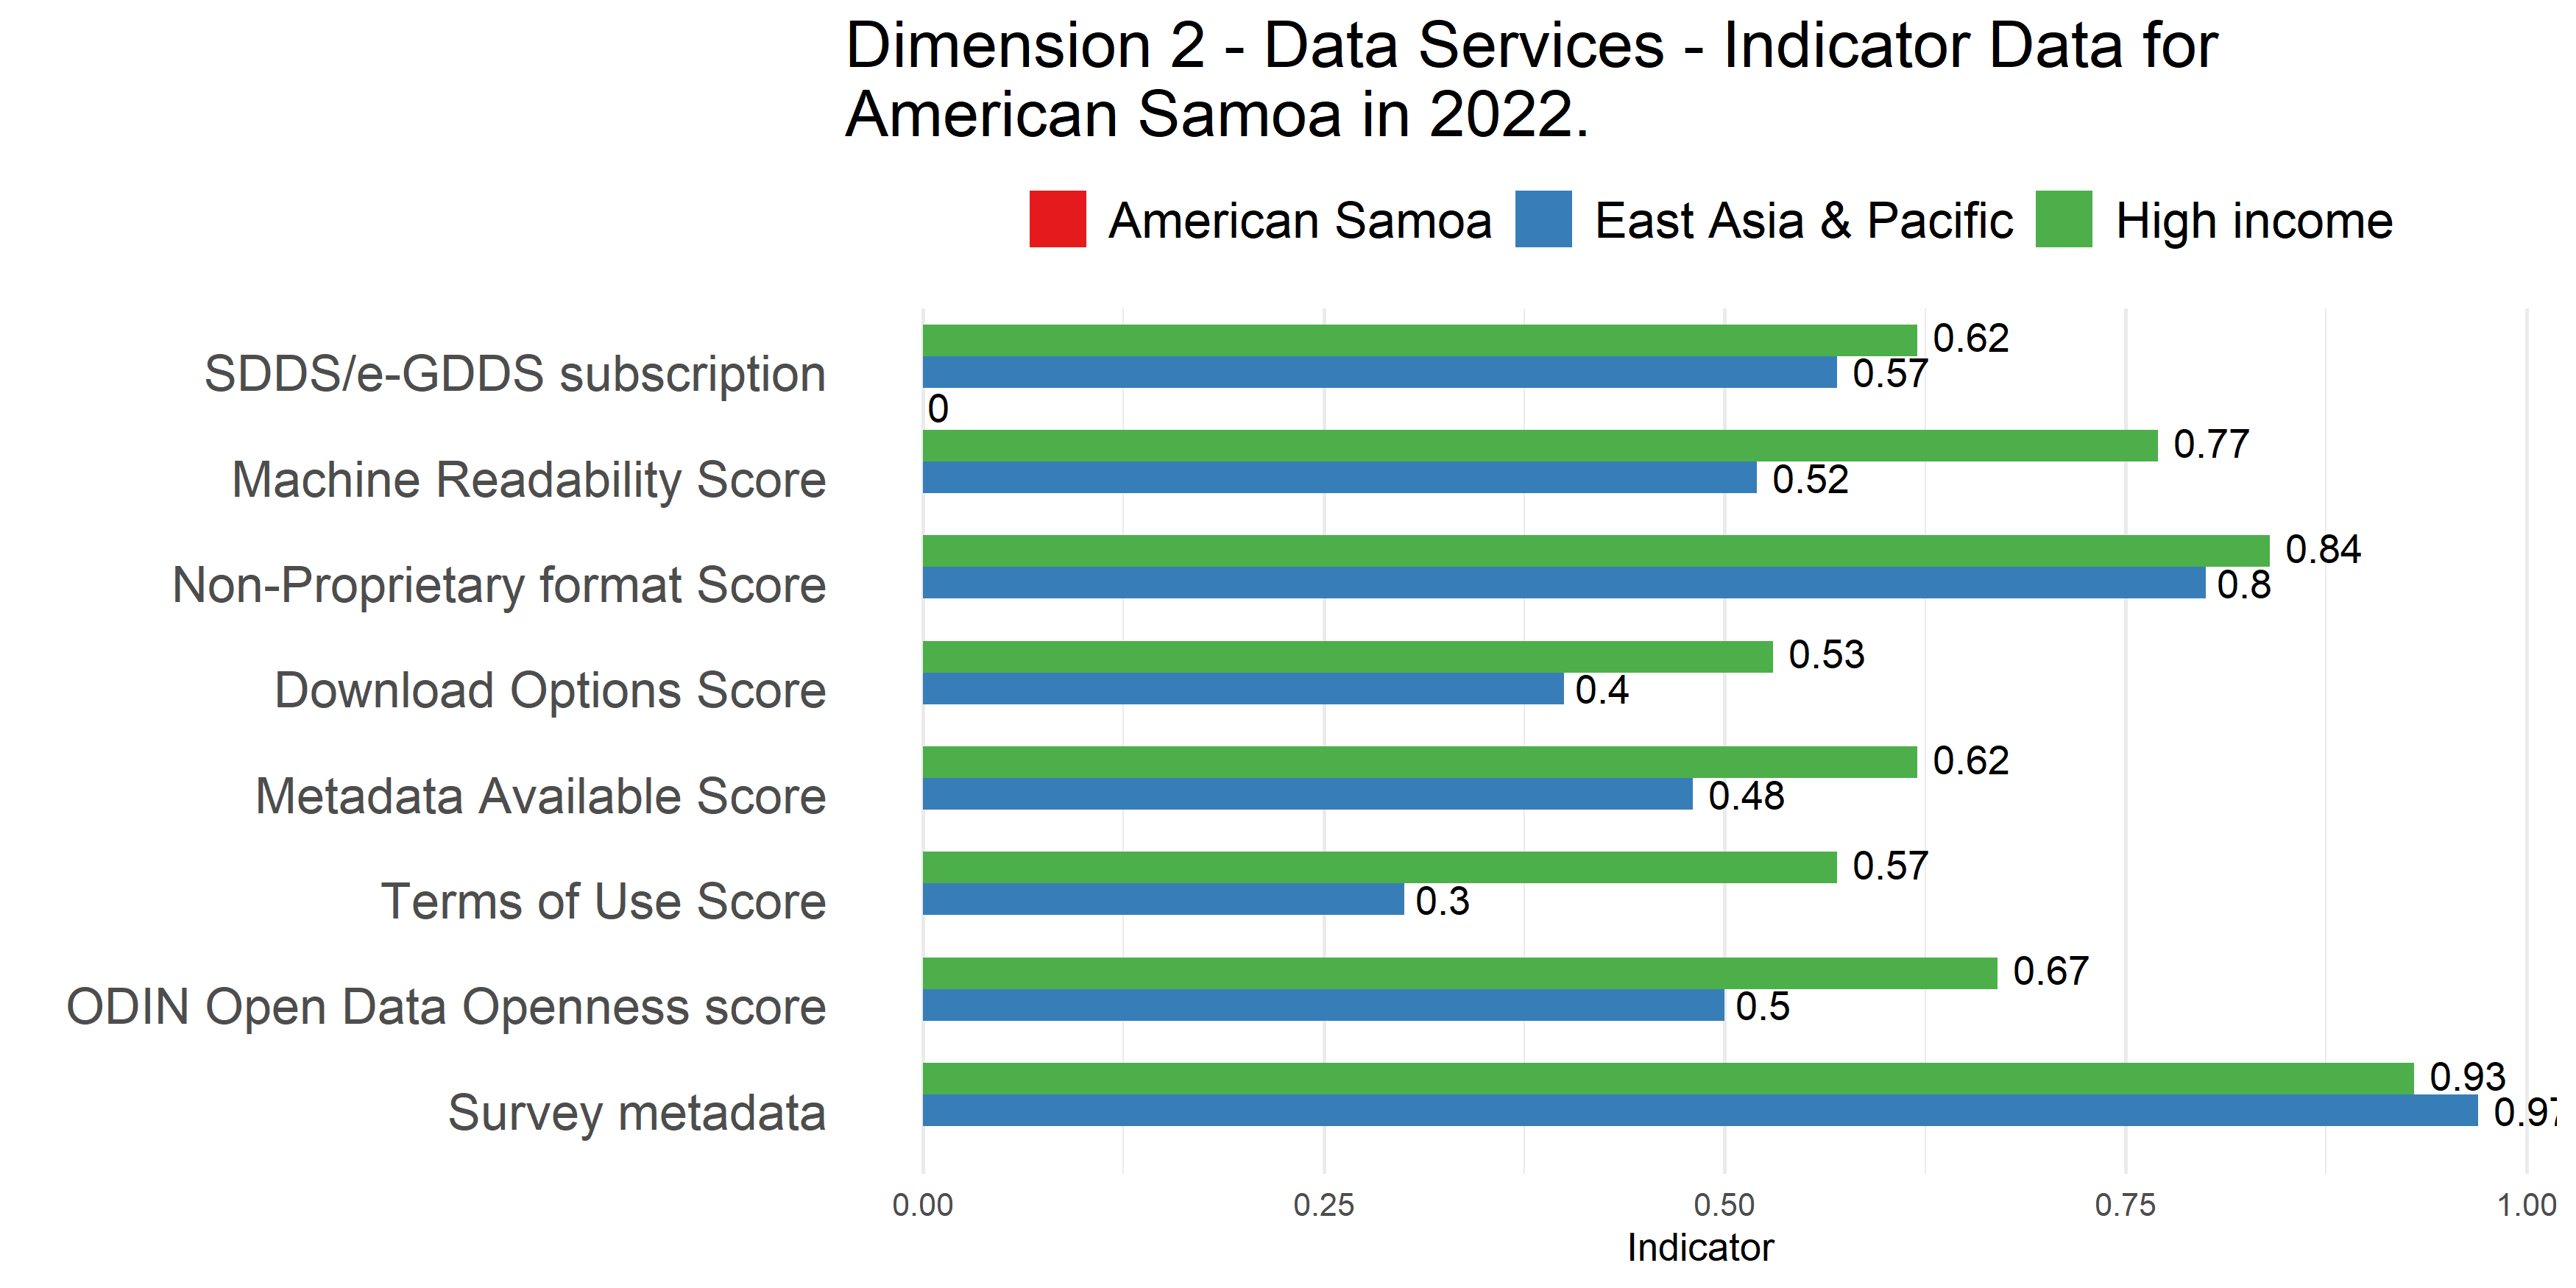 Dimension 2 - Data Services - Indicator Data for
American Samoa in 2022.
American Samoa East Asia & Pacific High income
SDDS/e-GDDS subscription
0.62
0.57
0
Machine Readability Score
0.77
0.52
Non-Proprietary format Score
0.84
0.8
Download Options Score
0.53
0.4
Metadata Available Score
0.62
0.48
Terms of Use Score
0.57
0.3
ODIN Open Data Openness score
0.67
0.5
Survey metadata
0.93
0.97
0.00 0.25 0.50 0.75 1.00
Indicator